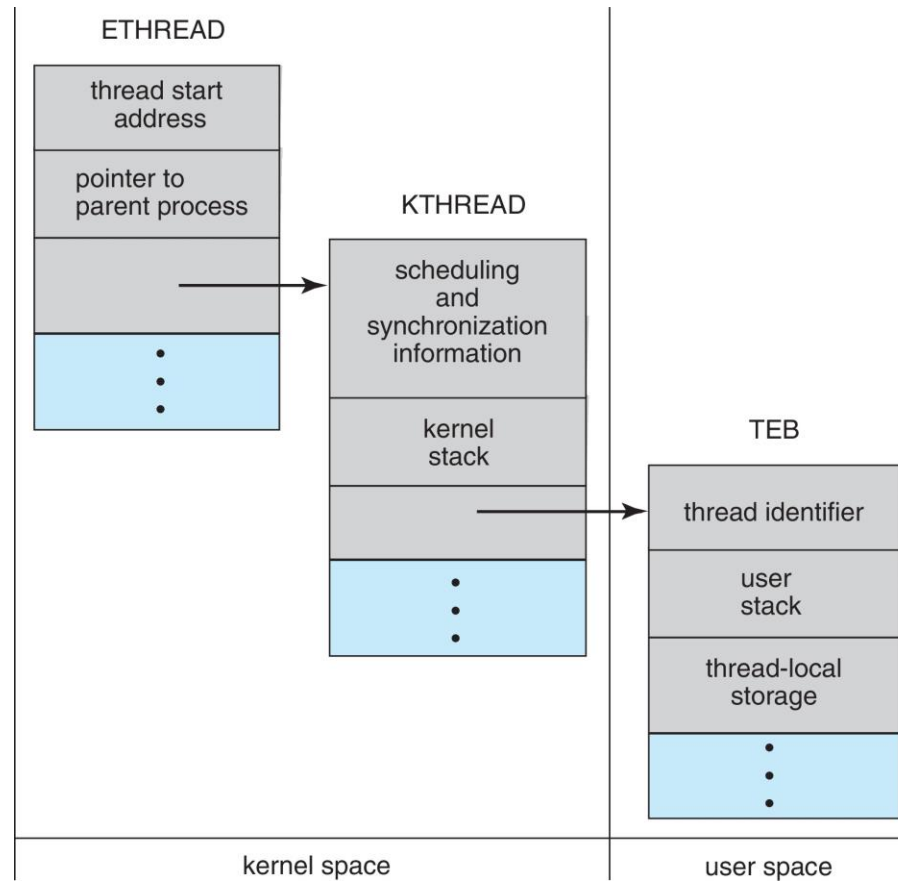 ETHREAD
thread start
address
pointer to
parent process
KTHREAD
scheduling
and
synchronization
information
kernel
stack
TEB
thread identifier
user
stack
thread-local
storage
kernel space
user space